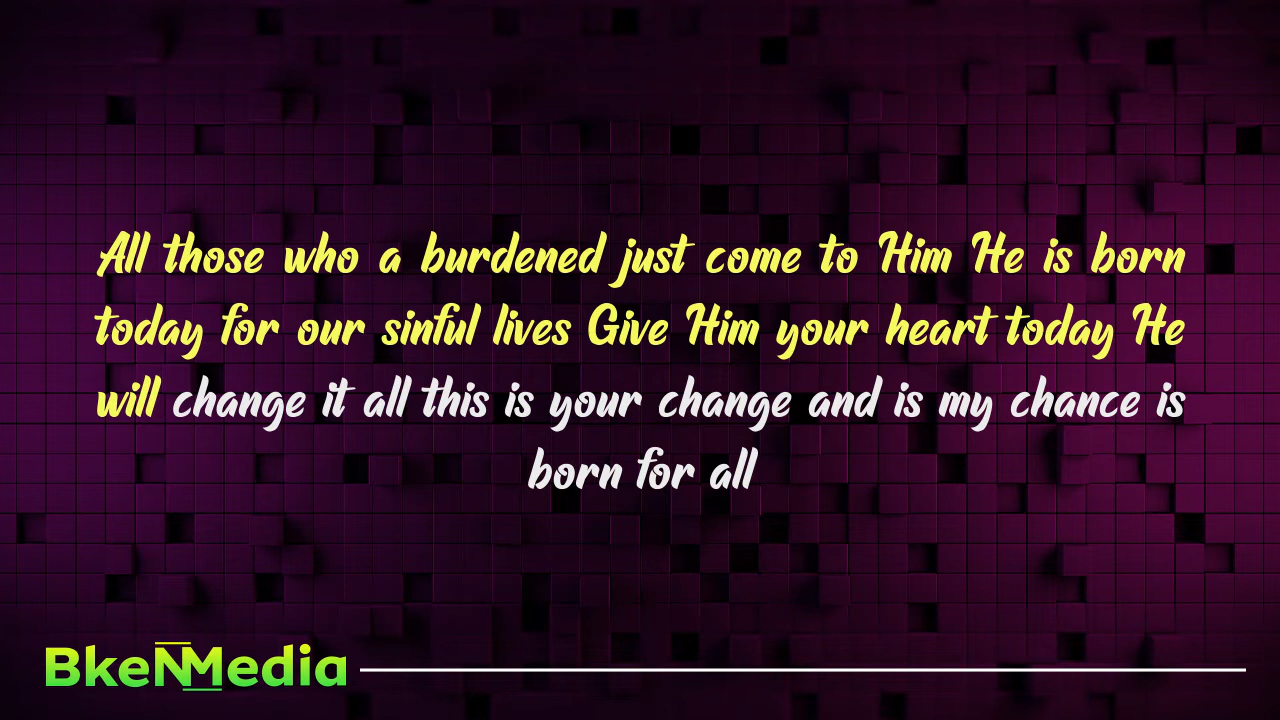 All those who a burdened just come to Him He is born
today for our sinful lives Give Him your heart today He
will change it all this is your change and is my chance is
born for all
BkeNMedia